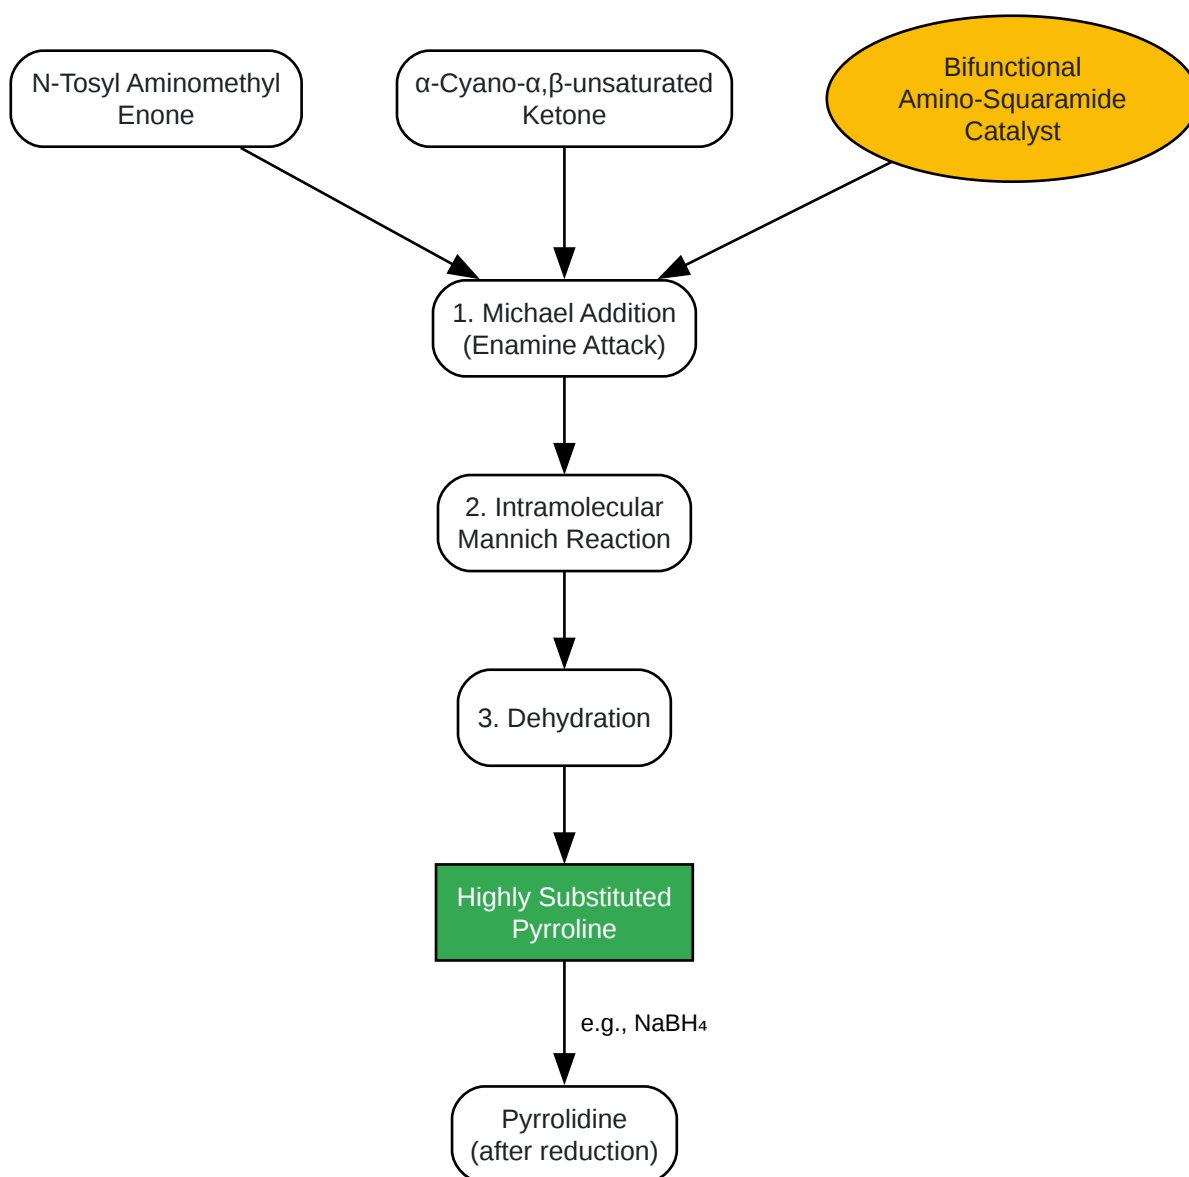 N-Tosyl Aminomethyl
Enone
α-Cyano-α,β-unsaturated
Ketone
Bifunctional
Amino-Squaramide
Catalyst
1. Michael Addition
(Enamine Attack)
2. Intramolecular
Mannich Reaction
3. Dehydration
Highly Substituted
Pyrroline
e.g., NaBH₄
Pyrrolidine
(after reduction)